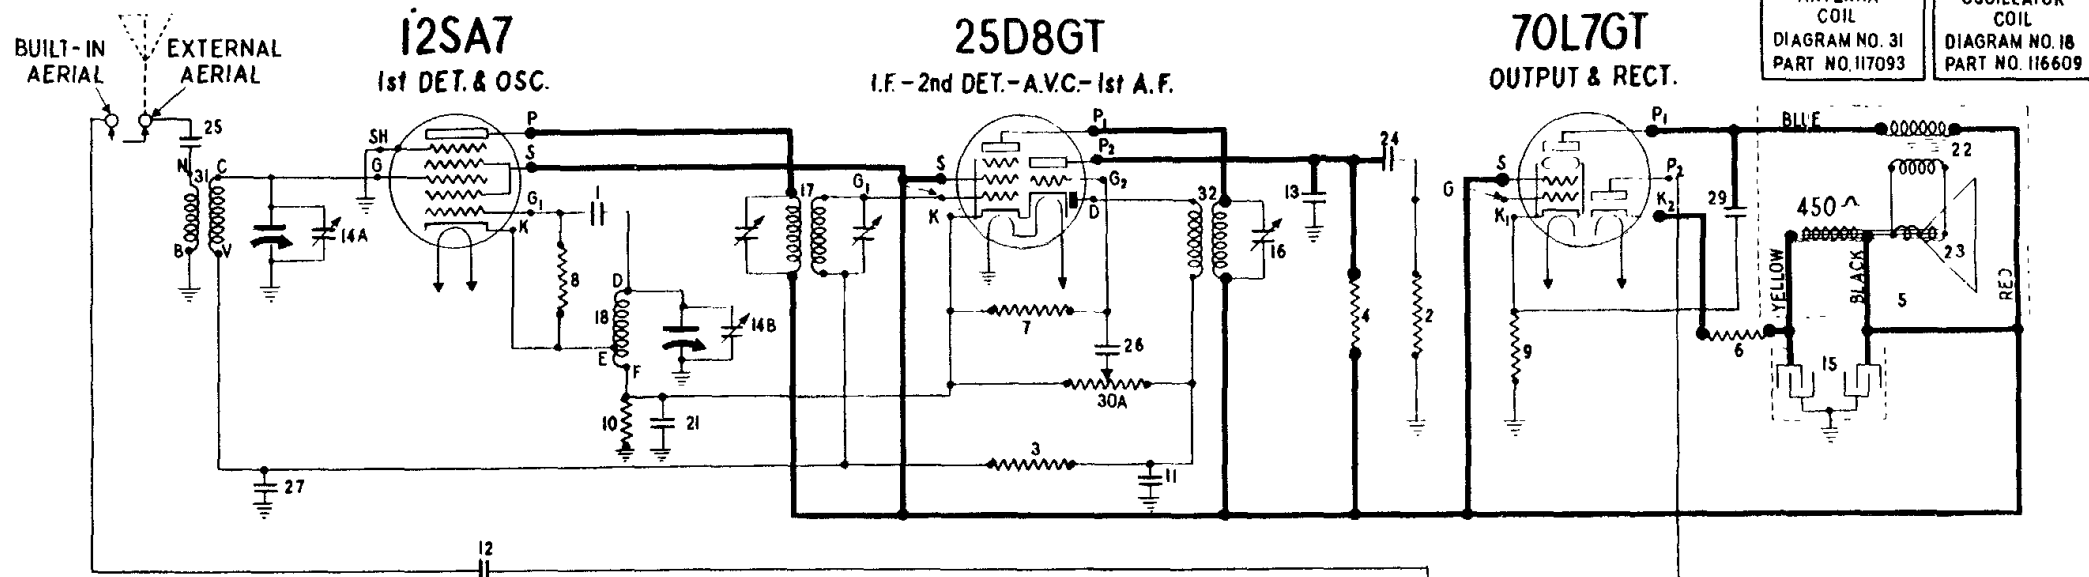 12SA7
1st DET. & OSC.
25D8GT
I.F. - 2nd DET. - A.V.C. - 1st A.F.
70L7GT
OUTPUT & RECT.
COIL
DIAGRAM NO. 31
PART NO. 117093
OSCILLATOR
COIL
DIAGRAM NO. 18
PART NO. 116609
BUILT-IN
AERIAL
EXTERNAL
AERIAL
25
N
31
C
B
V
14A
27
12
SH
G
P
S
G1
K
1
8
D
18
E
F
14B
10
21
17
G1
S
K
P1
P2
G2
D
7
26
30A
3
11
32
16
13
24
4
2
G
S
K1
P1
P2
K2
9
29
6
BLUE
22
450
23
YELLOW
BLACK
5
RED
15